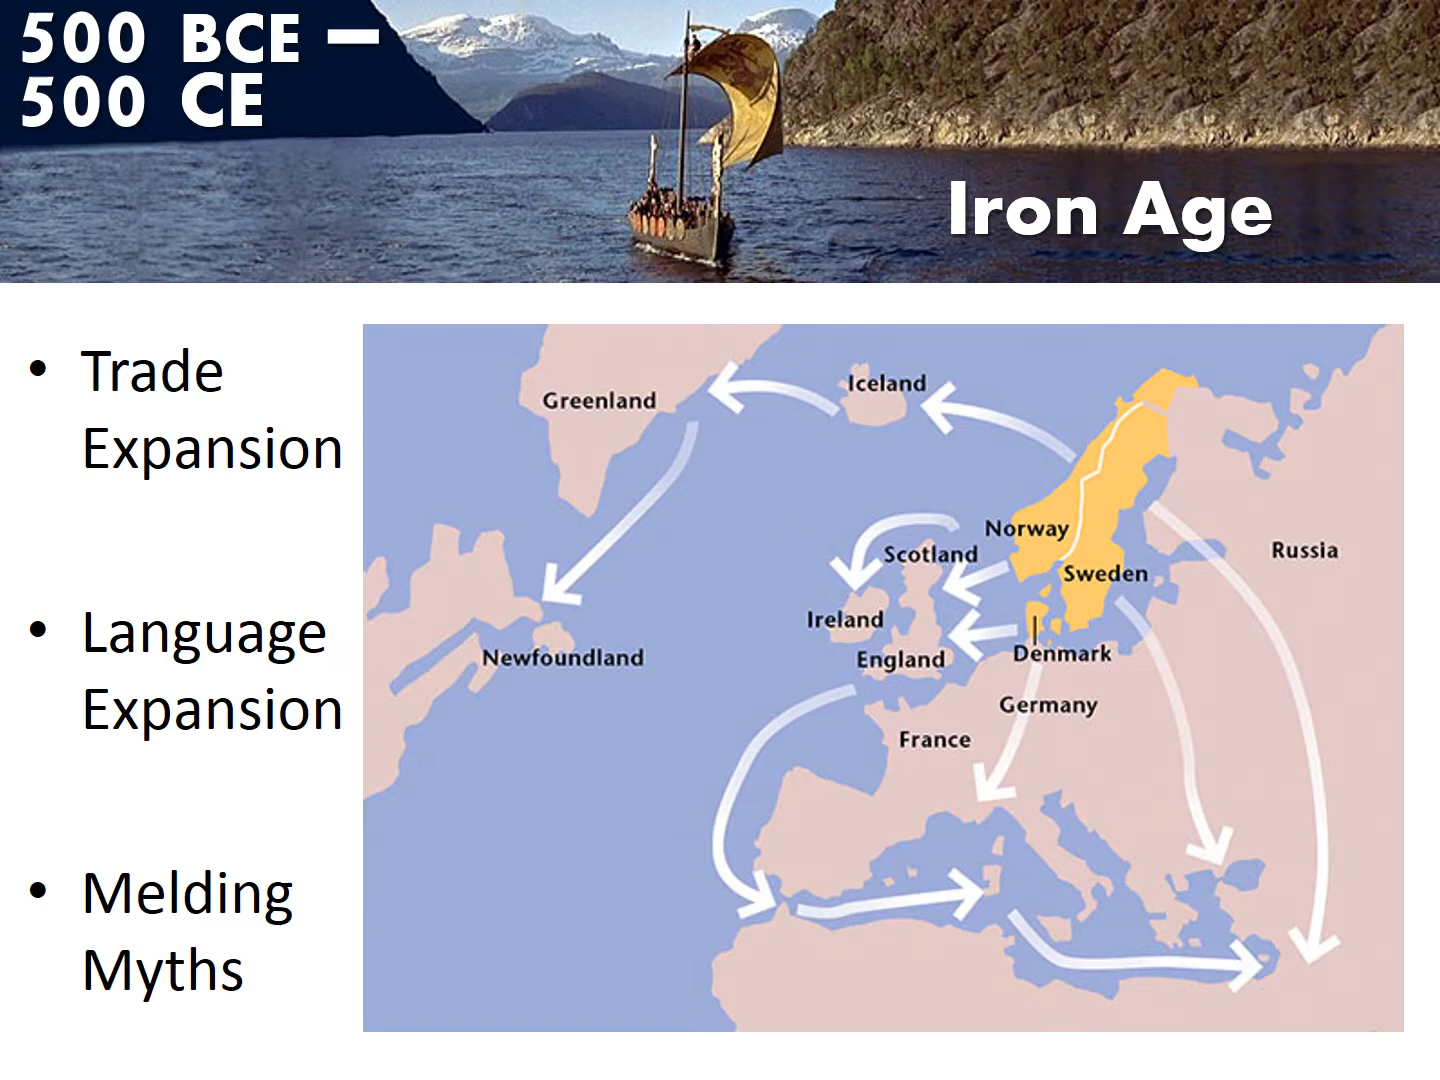 500 BCE –
500 CE
Iron Age
• Trade
Expansion
• Language
Expansion
• Melding
Myths
Greenland
Iceland
Norway
Scotland
Russia
Sweden
Ireland
Newfoundland
England
Denmark
Germany
France